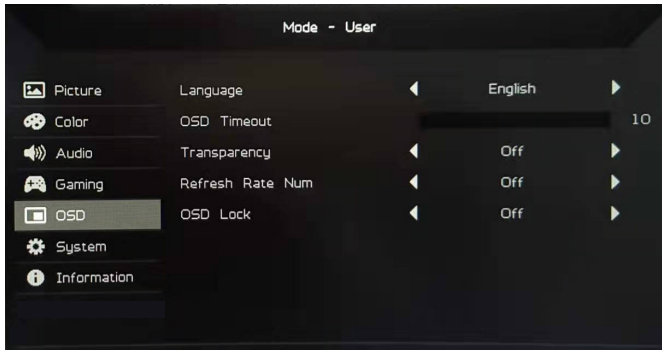 Mode - User
Picture
Language English
Color
OSD Timeout 10
Audio
Transparency Off
Gaming
Refresh Rate Num Off
OSD
OSD Lock Off
System
Information